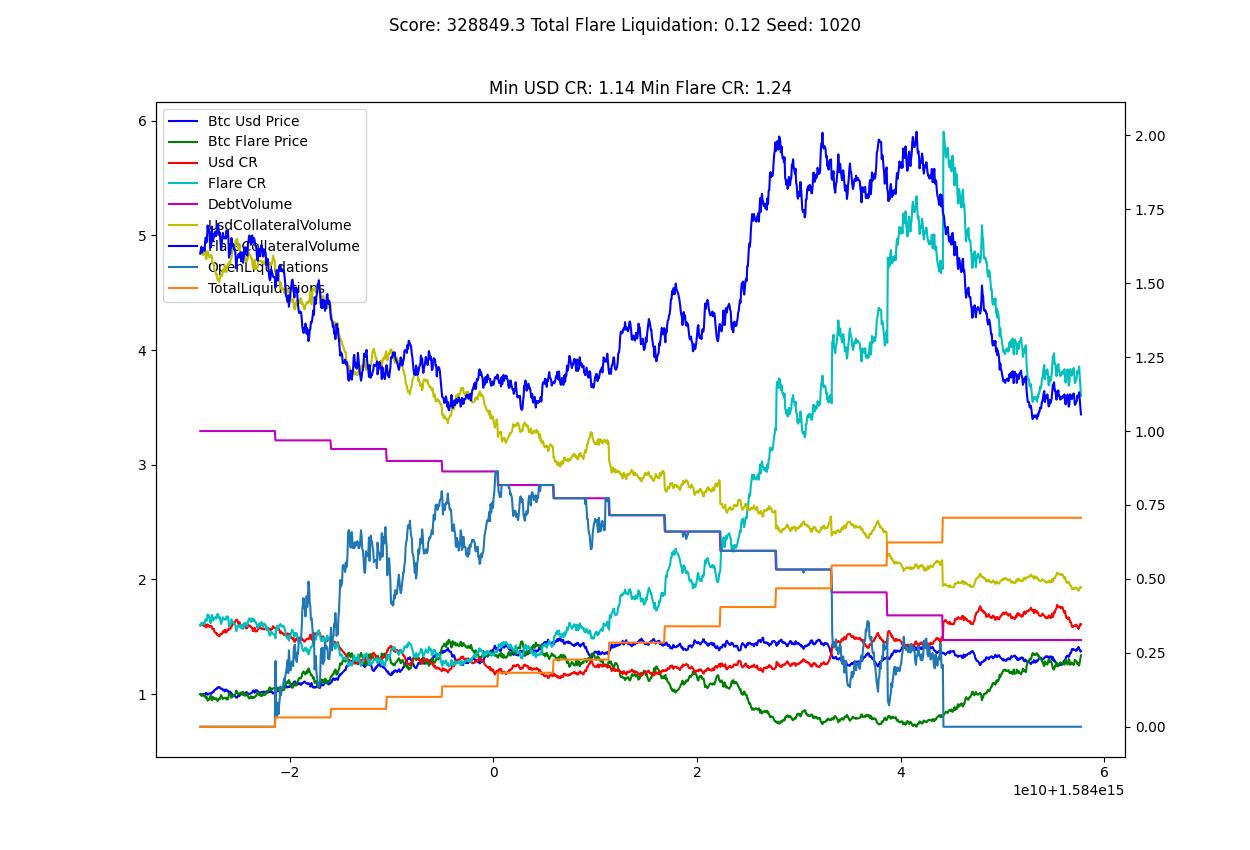 Score: 328849.3 Total Flare Liquidation: 0.12 Seed: 1020
Min USD CR: 1.14 Min Flare CR: 1.24
Btc Usd Price
Btc Flare Price
Usd CR
Flare CR
DebtVolume
UsdCollateralVolume
FlareCollateralVolume
OpenLiquidations
TotalLiquidations
6
5
4
3
2
1
2.00
1.75
1.50
1.25
1.00
0.75
0.50
0.25
0.00
−2
0
2
4
6
1e10+1.584e15